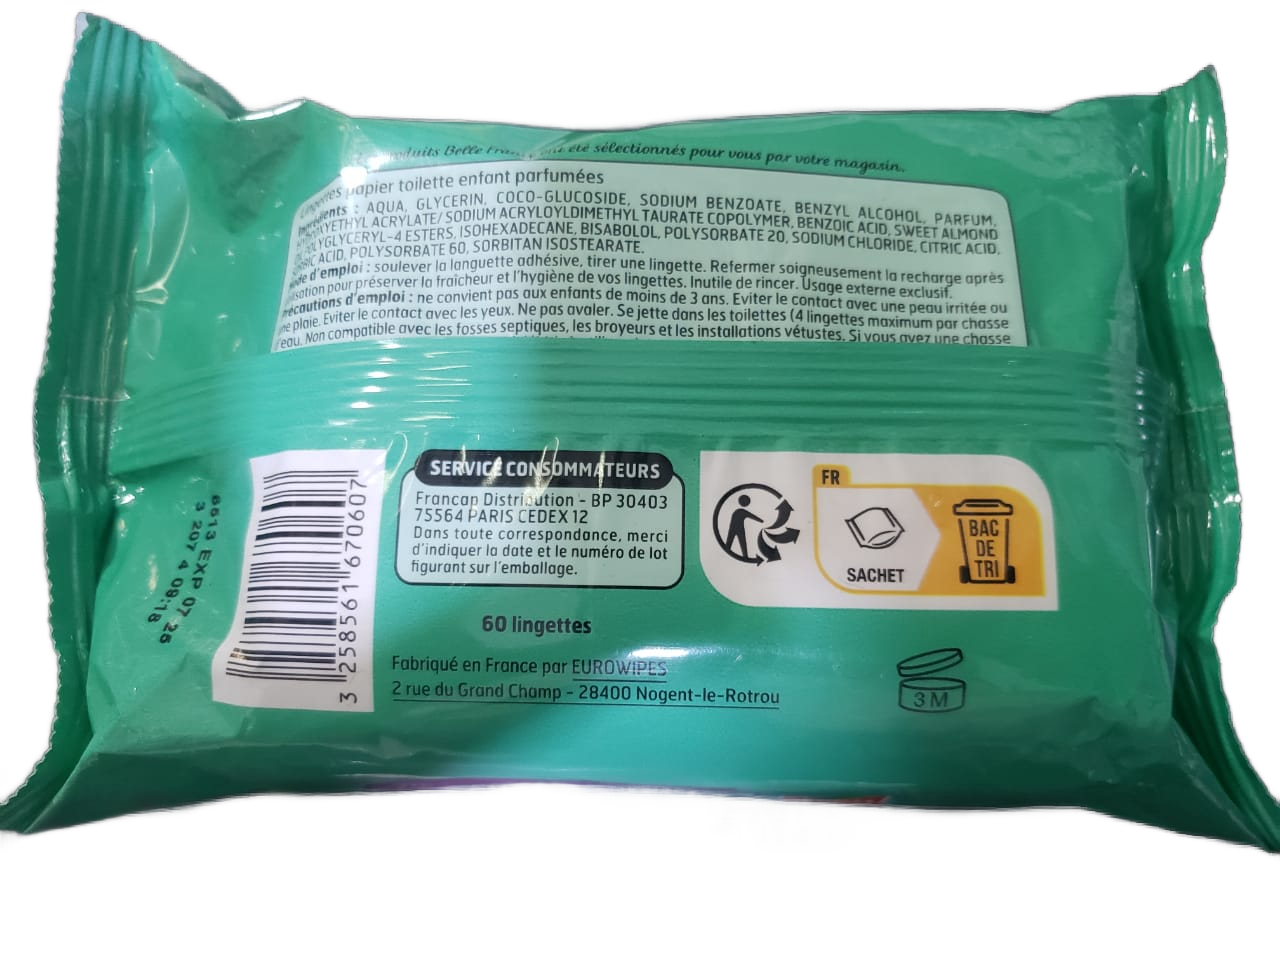 produits Belle France ont été sélectionnés pour vous par votre magasin.
Lingettes papier toilette enfant parfumées
Ingrédients : AQUA, GLYCERIN, COCO-GLUCOSIDE, SODIUM BENZOATE, BENZYL ALCOHOL, PARFUM,
HYDROXYETHYL ACRYLATE/ SODIUM ACRYLOYLDIMETHYL TAURATE COPOLYMER, BENZOIC ACID, SWEET ALMOND
OIL POLYGLYCERYL-4 ESTERS, ISOHEXADECANE, BISABOLOL, POLYSORBATE 20, SODIUM CHLORIDE, CITRIC ACID,
SORBIC ACID, POLYSORBATE 60, SORBITAN ISOSTEARATE.
Mode d'emploi : soulever la languette adhésive, tirer une lingette. Refermer soigneusement la recharge après
utilisation pour préserver la fraîcheur et l'hygiène de vos lingettes. Inutile de rincer. Usage externe exclusif.
Précautions d'emploi : ne convient pas aux enfants de moins de 3 ans. Eviter le contact avec une peau irritée ou
une plaie. Eviter le contact avec les yeux. Ne pas avaler. Se jette dans les toilettes (4 lingettes maximum par chasse
d'eau. Non compatible avec les fosses septiques, les broyeurs et les installations vétustes. Si vous avez une chasse
6613 EXP 07 26
3 207 4 09:18
3 258561 670607
SERVICE CONSOMMATEURS
Francap Distribution - BP 30403
75564 PARIS CEDEX 12
Dans toute correspondance, merci
d'indiquer la date et le numéro de lot
figurant sur l'emballage.
FR
SACHET
BAC
DE
TRI
60 lingettes
Fabriqué en France par EUROWIPES
2 rue du Grand Champ - 28400 Nogent-le-Rotrou
3 M